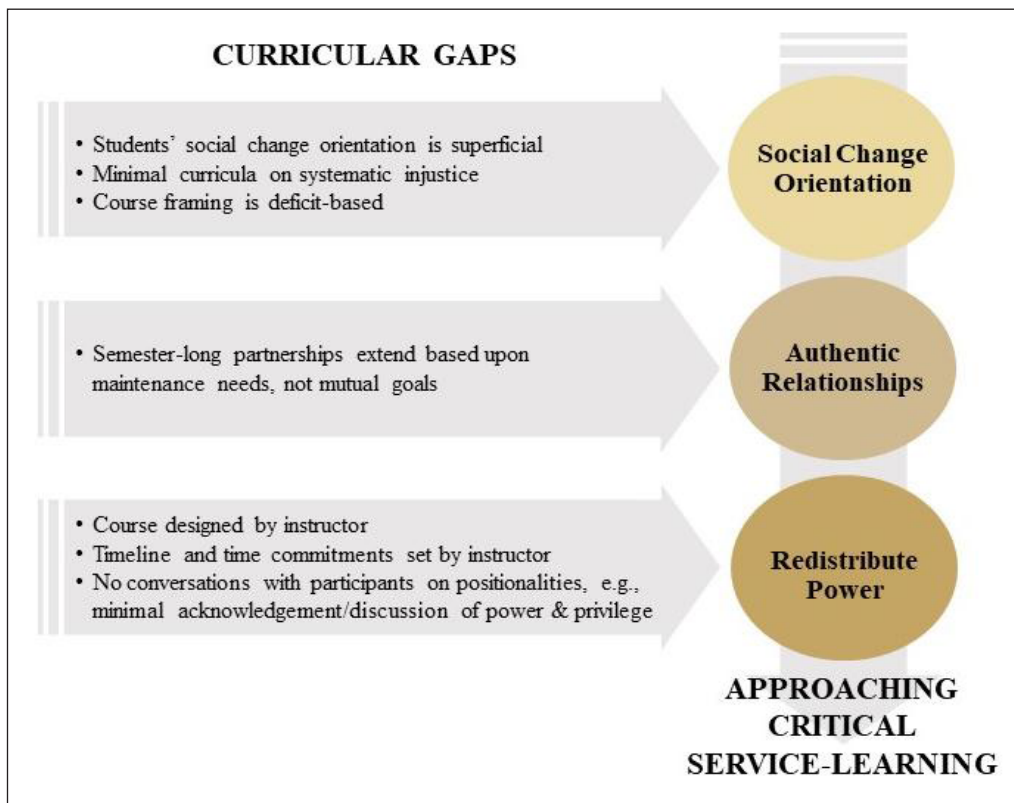 CURRICULAR GAPS
• Students’ social change orientation is superficial
• Minimal curricula on systematic injustice
• Course framing is deficit-based
Social Change
Orientation
• Semester-long partnerships extend based upon
maintenance needs, not mutual goals
Authentic
Relationships
• Course designed by instructor
• Timeline and time commitments set by instructor
• No conversations with participants on positionalities, e.g.,
minimal acknowledgement/discussion of power & privilege
Redistribute
Power
APPROACHING
CRITICAL
SERVICE-LEARNING